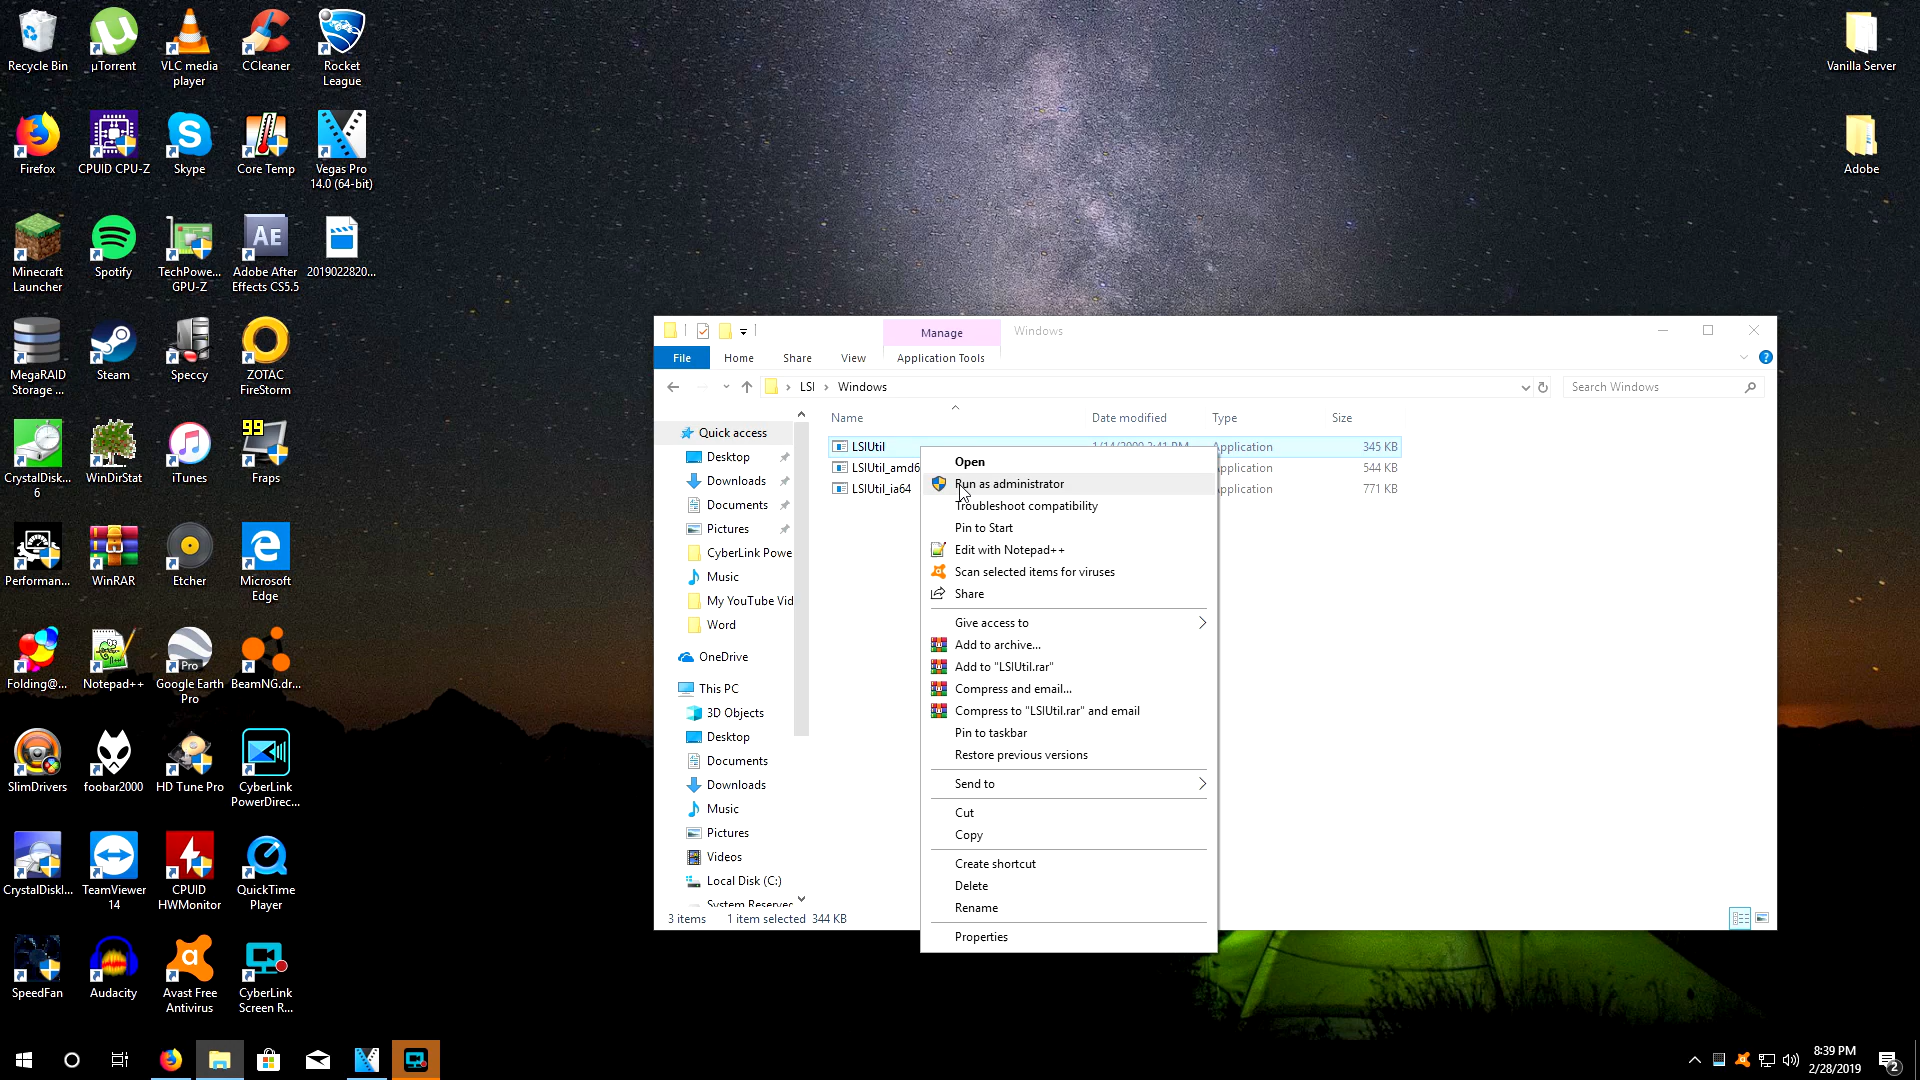 Recycle Bin
µTorrent
VLC media
player
CCleaner
Rocket
League
Firefox
CPUID CPU-Z
Skype
Core Temp
Vegas Pro
14.0 (64-bit)
Minecraft
Launcher
Spotify
TechPowe...
GPU-Z
AE
Adobe After
Effects CS5.5
2019022820...
MegaRAID
Storage ...
Steam
Speccy
ZOTAC
FireStorm
CrystalDisk...
6
WinDirStat
iTunes
99
Fraps
Performan...
WinRAR
Etcher
Microsoft
Edge
Folding@...
Notepad++
Pro
Google Earth
Pro
BeamNG.dr...
SlimDrivers
foobar2000
HD Tune Pro
CyberLink
PowerDirec...
CrystalDiskI...
TeamViewer
14
CPUID
HWMonitor
QuickTime
Player
SpeedFan
Audacity
Avast Free
Antivirus
CyberLink
Screen R...
Vanilla Server
Adobe
Manage
Windows
File
Home
Share
View
Application Tools
LSI
Windows
Search Windows
Name
Date modified
Type
Size
Quick access
Desktop
Downloads
Documents
Pictures
CyberLink Powe
Music
My YouTube Vid
Word
OneDrive
This PC
3D Objects
Desktop
Documents
Downloads
Music
Pictures
Videos
Local Disk (C:)
System Reserved
LSIUtil
Application
345 KB
LSIUtil_amd6
pplication
544 KB
LSIUtil_ia64
pplication
771 KB
Open
Run as administrator
Troubleshoot compatibility
Pin to Start
Edit with Notepad++
Scan selected items for viruses
Share
Give access to
Add to archive...
Add to "LSIUtil.rar"
Compress and email...
Compress to "LSIUtil.rar" and email
Pin to taskbar
Restore previous versions
Send to
Cut
Copy
Create shortcut
Delete
Rename
Properties
3 items
1 item selected 344 KB
8:39 PM
2/28/2019
2